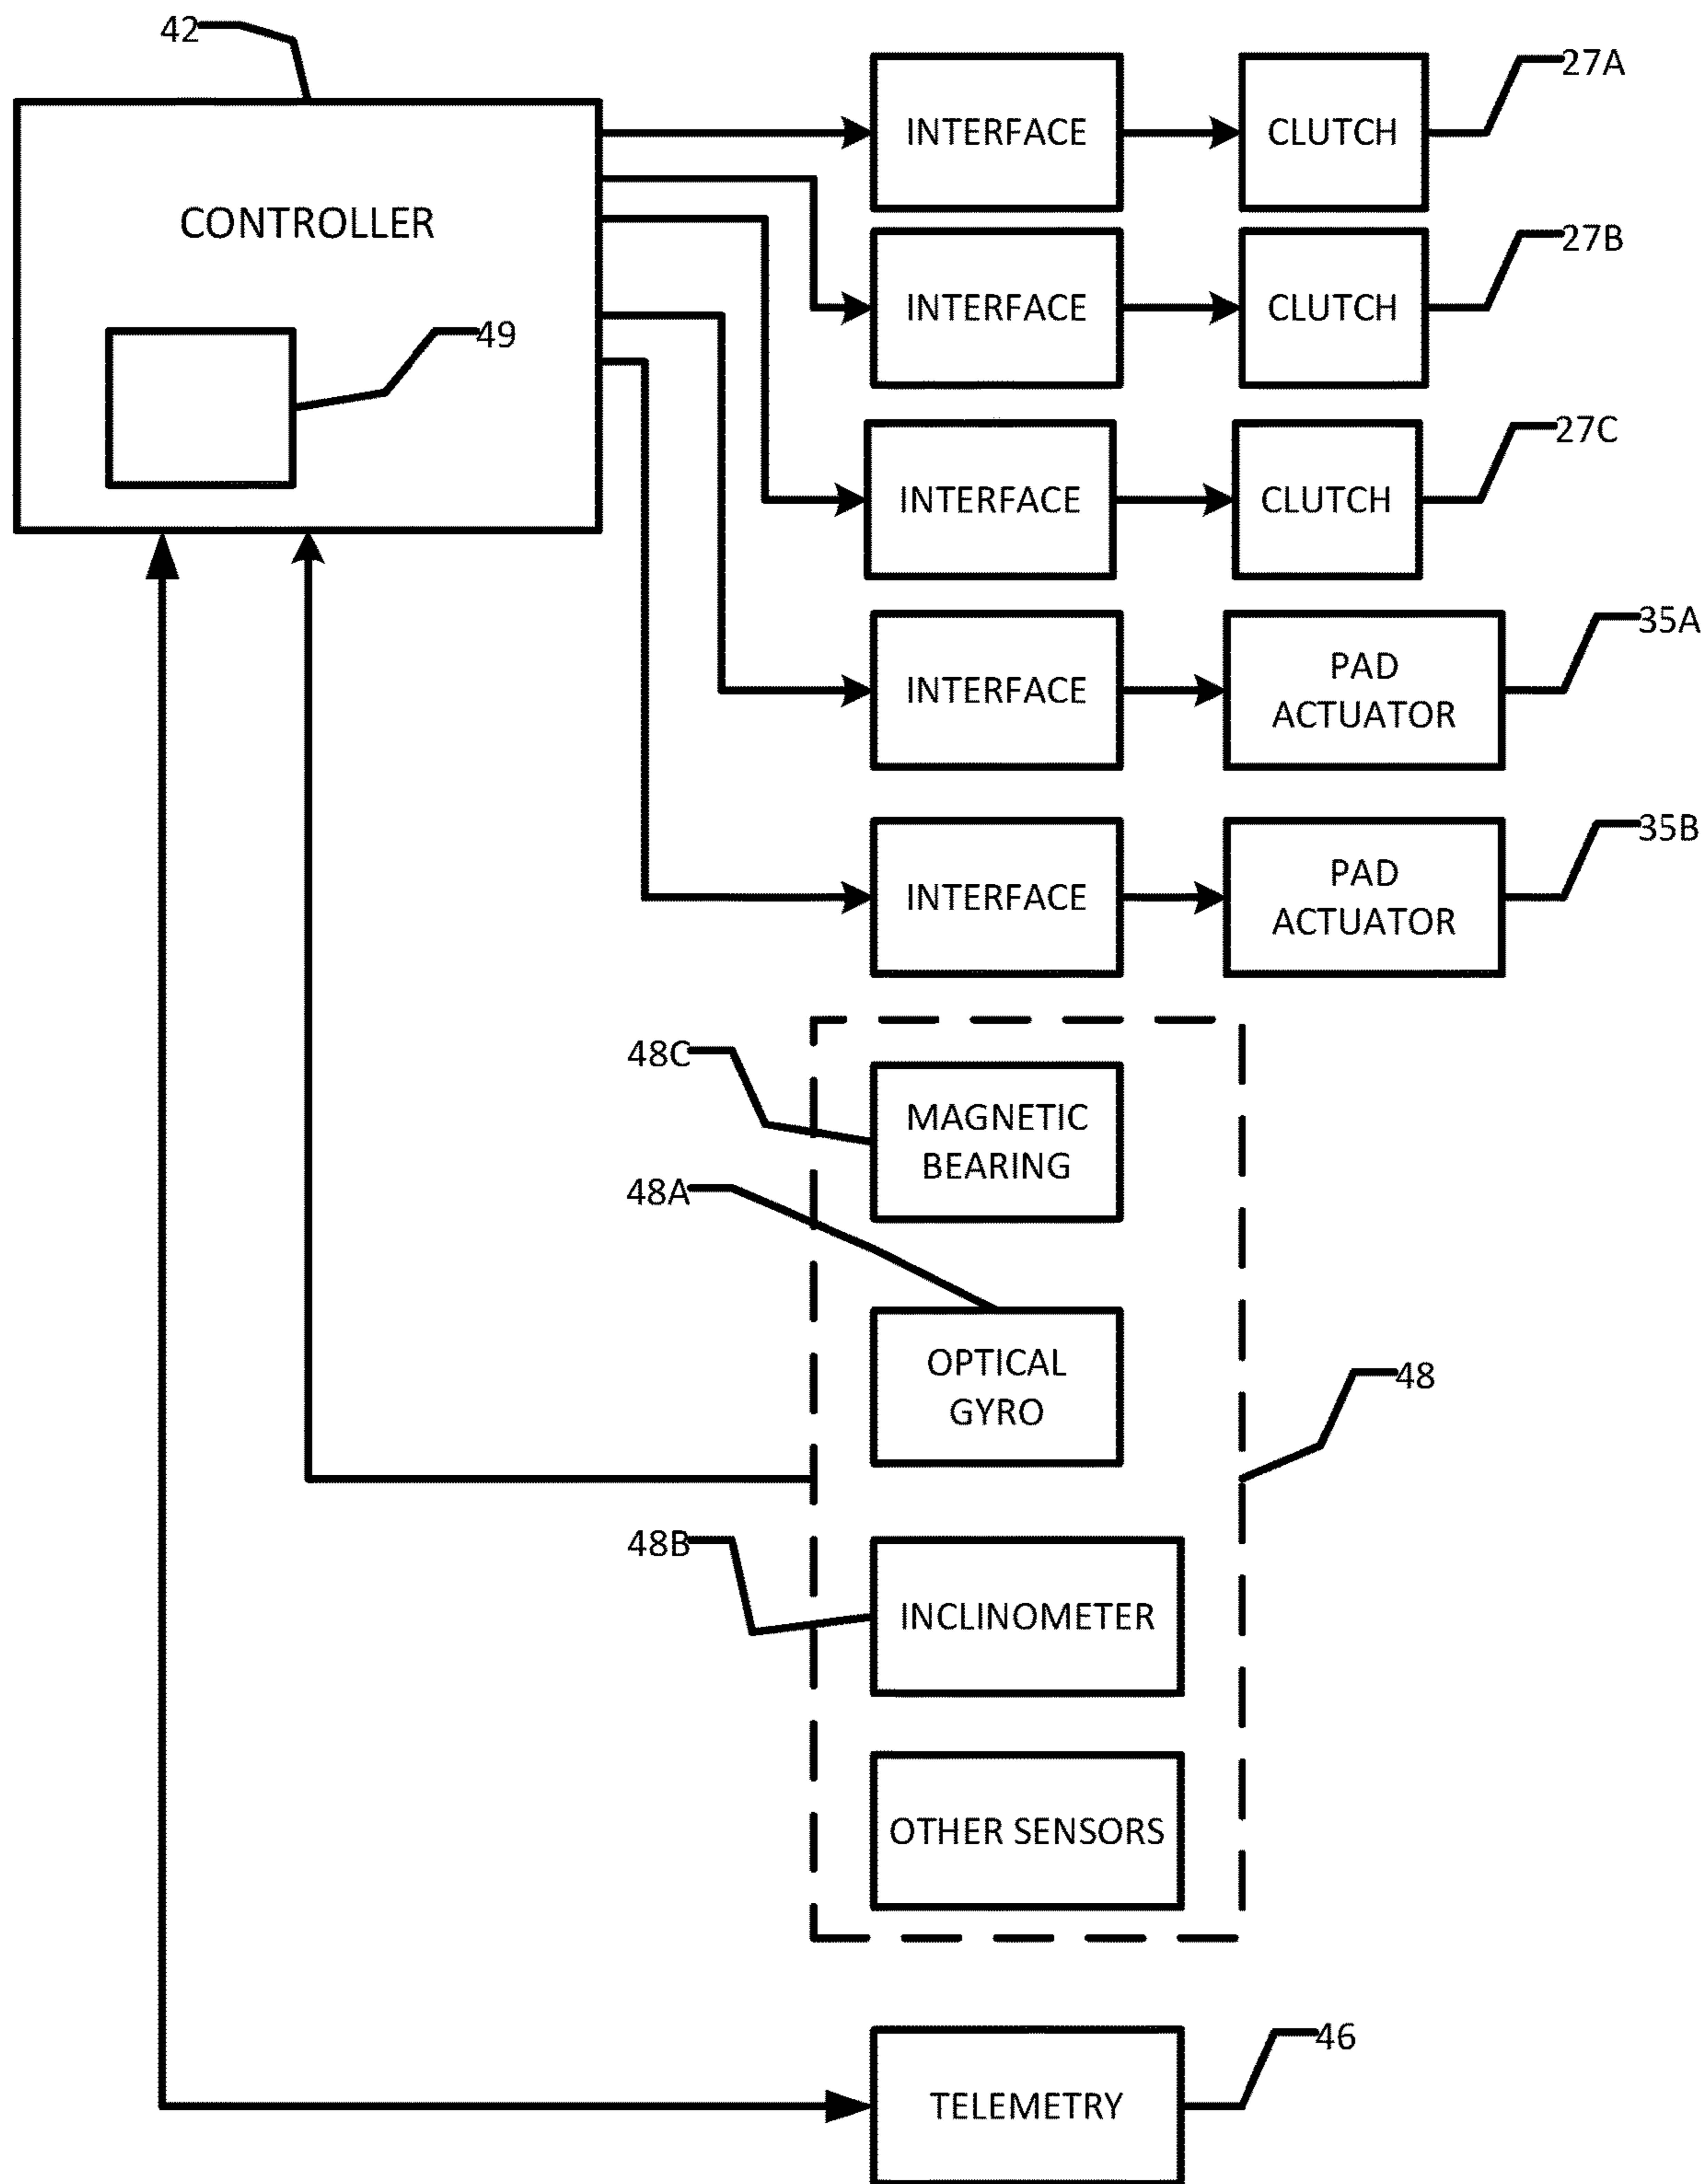 42
27A
INTERFACE
CLUTCH
CONTROLLER
27B
INTERFACE
CLUTCH
49
27C
INTERFACE
CLUTCH
35A
INTERFACE
PAD
ACTUATOR
35B
INTERFACE
PAD
ACTUATOR
48C
MAGNETIC
BEARING
48A
OPTICAL
GYRO
48
48B
INCLINOMETER
OTHER SENSORS
46
TELEMETRY